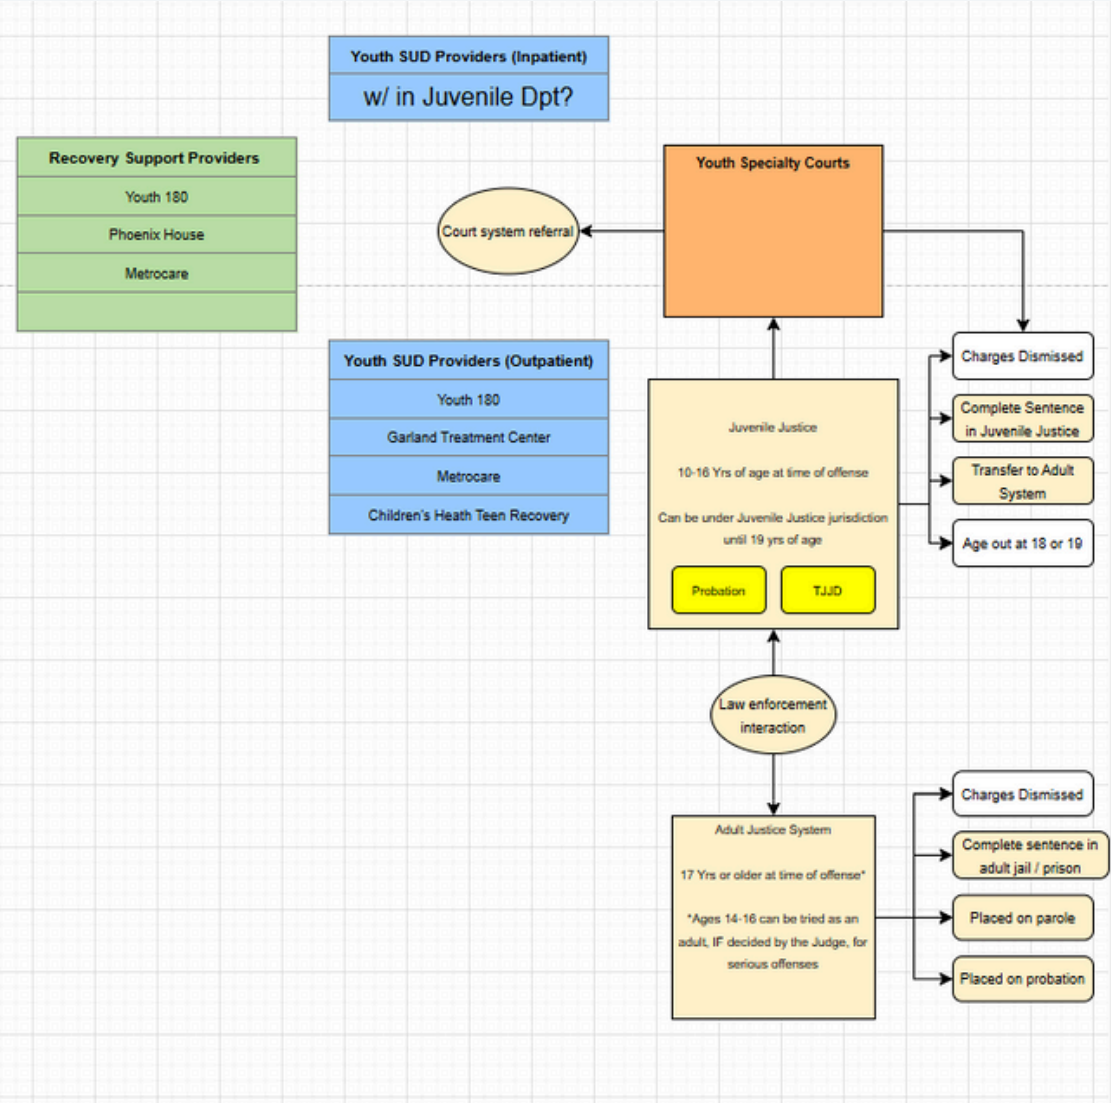 Youth SUD Providers (Inpatient)
w/ in Juvenile Dpt?
Recovery Support Providers
Youth 180
Phoenix House
Metrocare
Youth Specialty Courts
Court system referral
Youth SUD Providers (Outpatient)
Youth 180
Garland Treatment Center
Metrocare
Children's Heath Teen Recovery
Juvenile Justice
10-16 Yrs of age at time of offense
Can be under Juvenile Justice jurisdiction
until 19 yrs of age
Probation
TJJD
Charges Dismissed
Complete Sentence
in Juvenile Justice
Transfer to Adult
System
Age out at 18 or 19
Law enforcement
interaction
Adult Justice System
17 Yrs or older at time of offense*
*Ages 14-16 can be tried as an
adult, IF decided by the Judge, for
serious offenses
Charges Dismissed
Complete sentence in
adult jail / prison
Placed on parole
Placed on probation